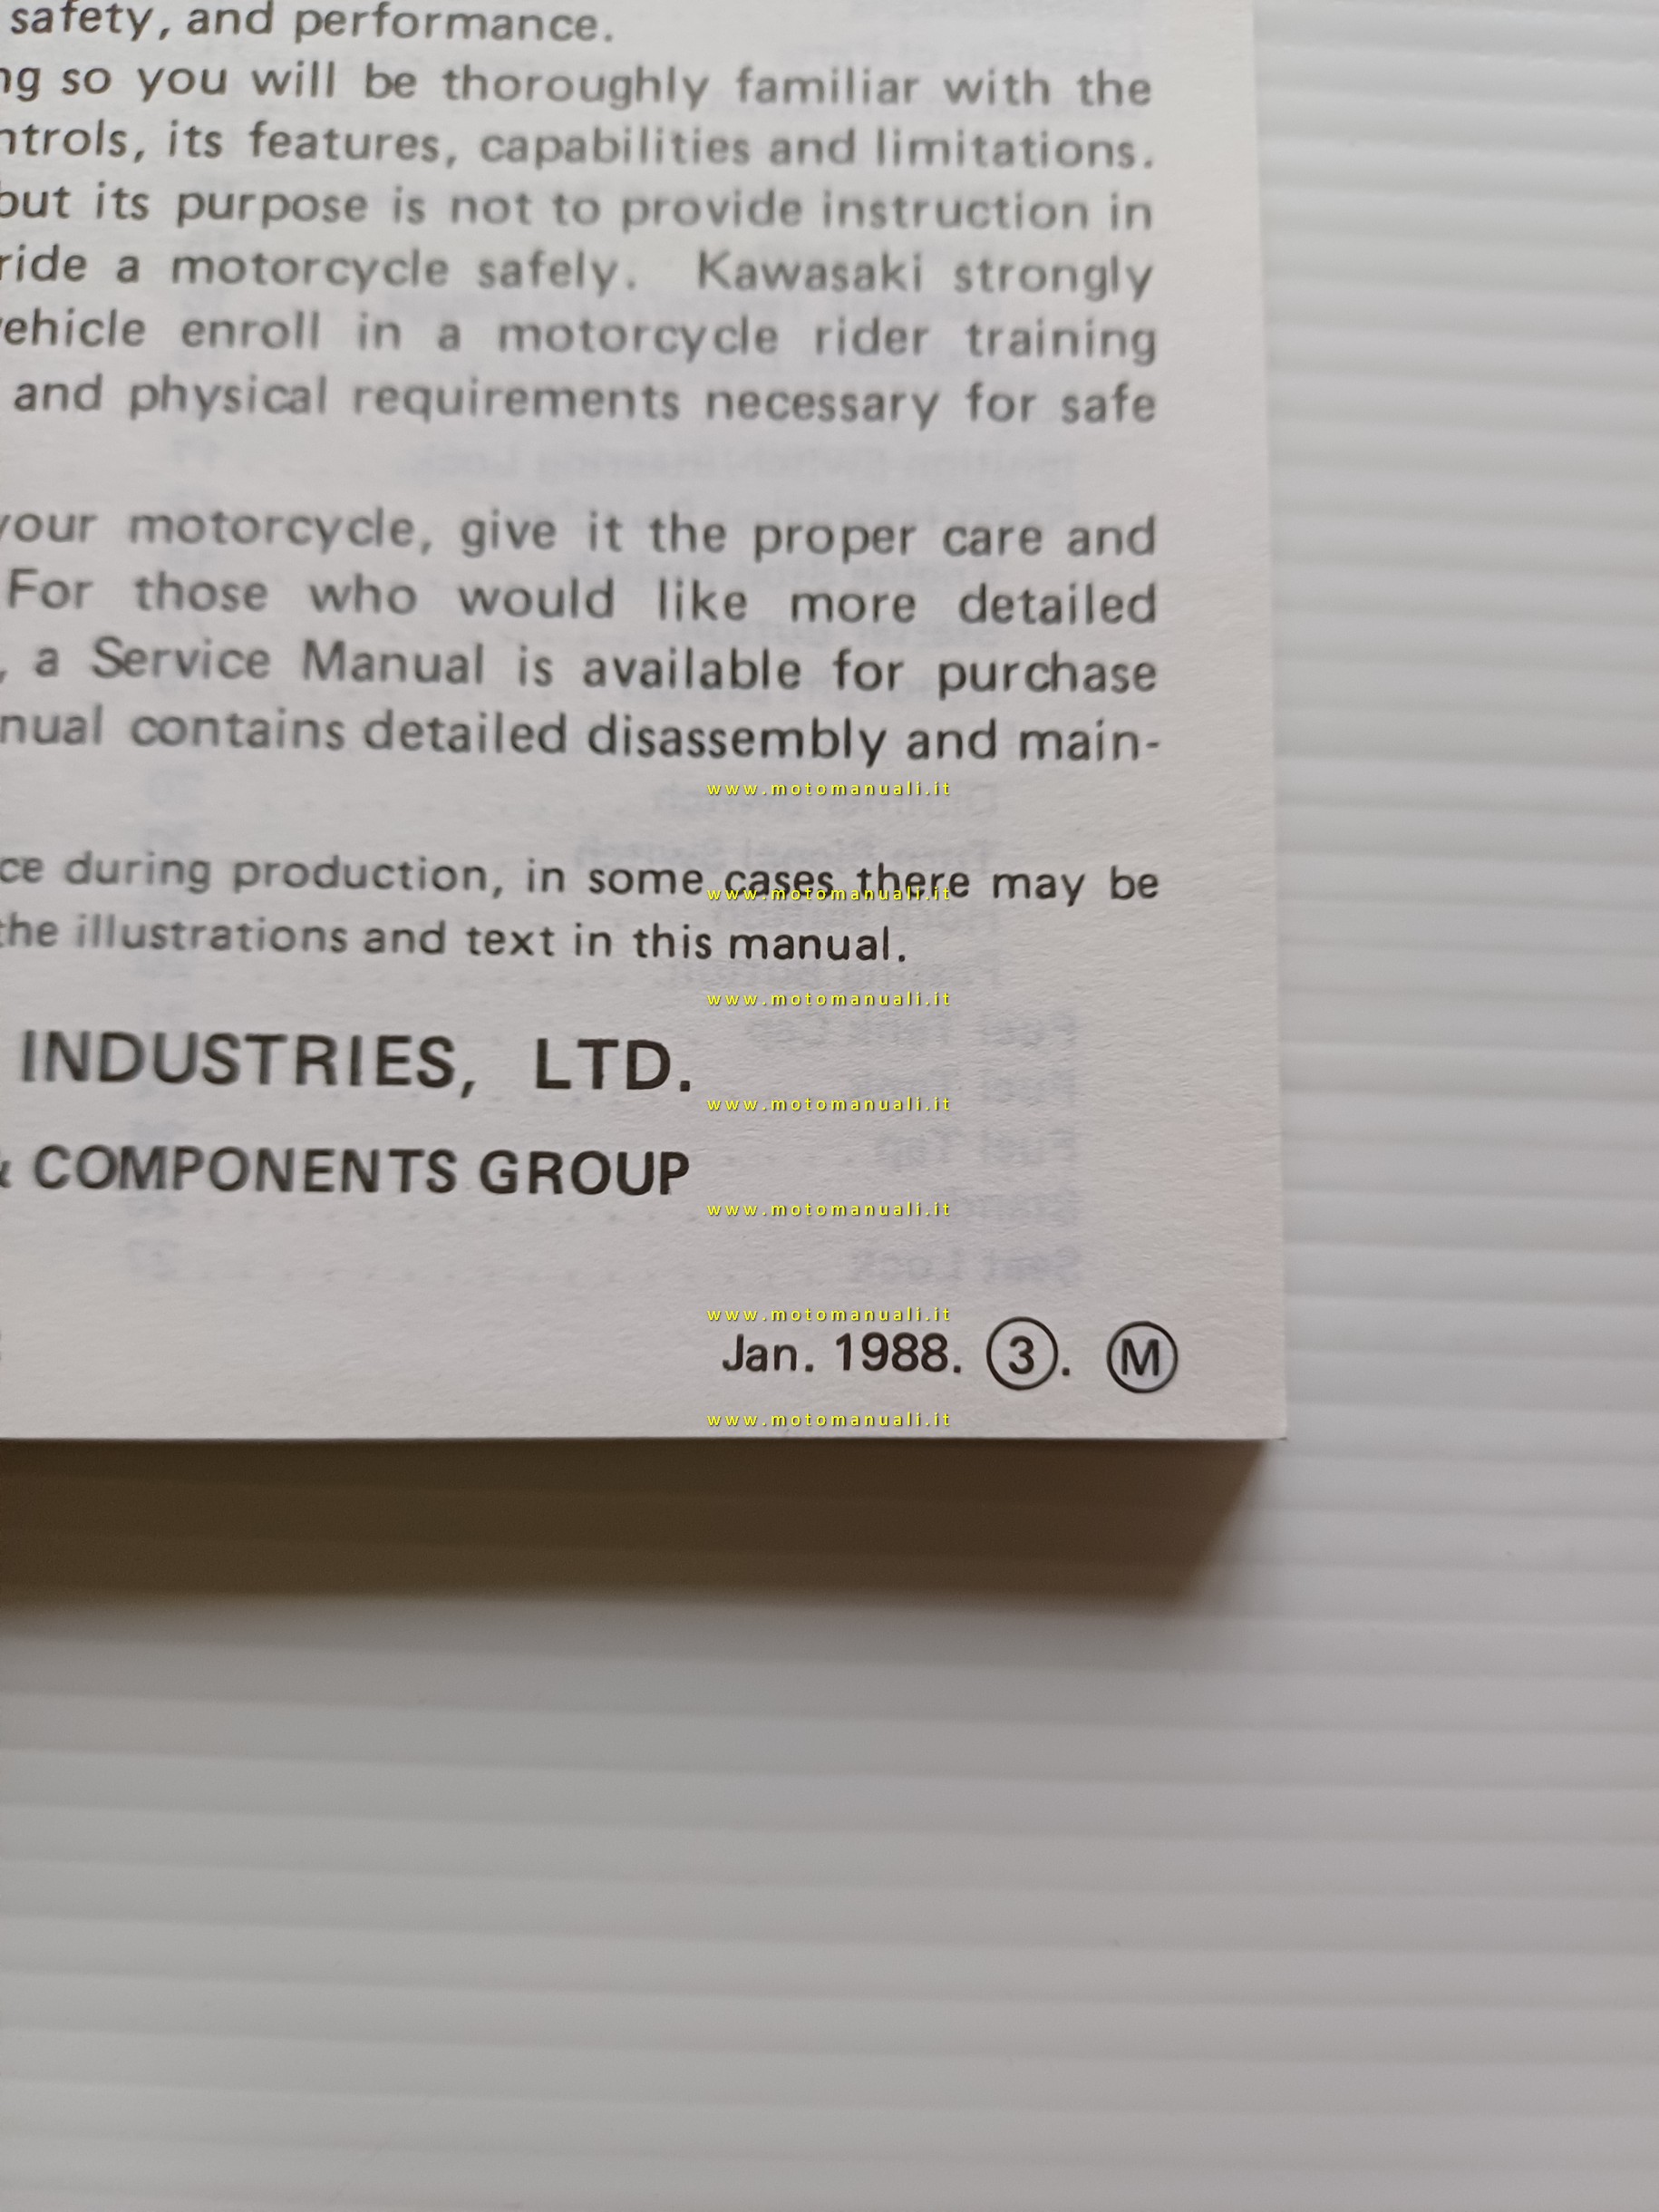 safety, and performance.
ng so you will be thoroughly familiar with the
ntrols, its features, capabilities and limitations.
but its purpose is not to provide instruction in
ride a motorcycle safely. Kawasaki strongly
vehicle enroll in a motorcycle rider training
and physical requirements necessary for safe
your motorcycle, give it the proper care and
For those who would like more detailed
, a Service Manual is available for purchase
nual contains detailed disassembly and main-
www.motomanuali.it
ce during production, in some cases there may be
www.motomanuali.it
the illustrations and text in this manual.
www.motomanuali.it
INDUSTRIES, LTD.
www.motomanuali.it
& COMPONENTS GROUP
www.motomanuali.it
www.motomanuali.it
Jan. 1988. ③. Ⓜ
www.motomanuali.it